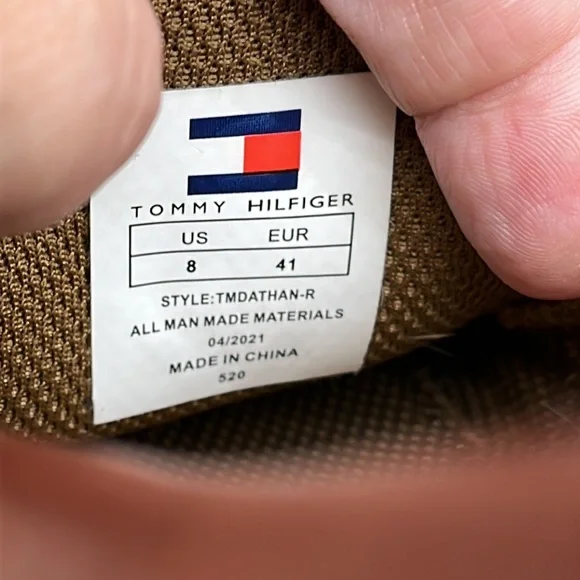 TOMMY HILFIGER
US EUR
8 41
STYLE:TMDATHAN-R
ALL MAN MADE MATERIALS
04/2021
MADE IN CHINA
520